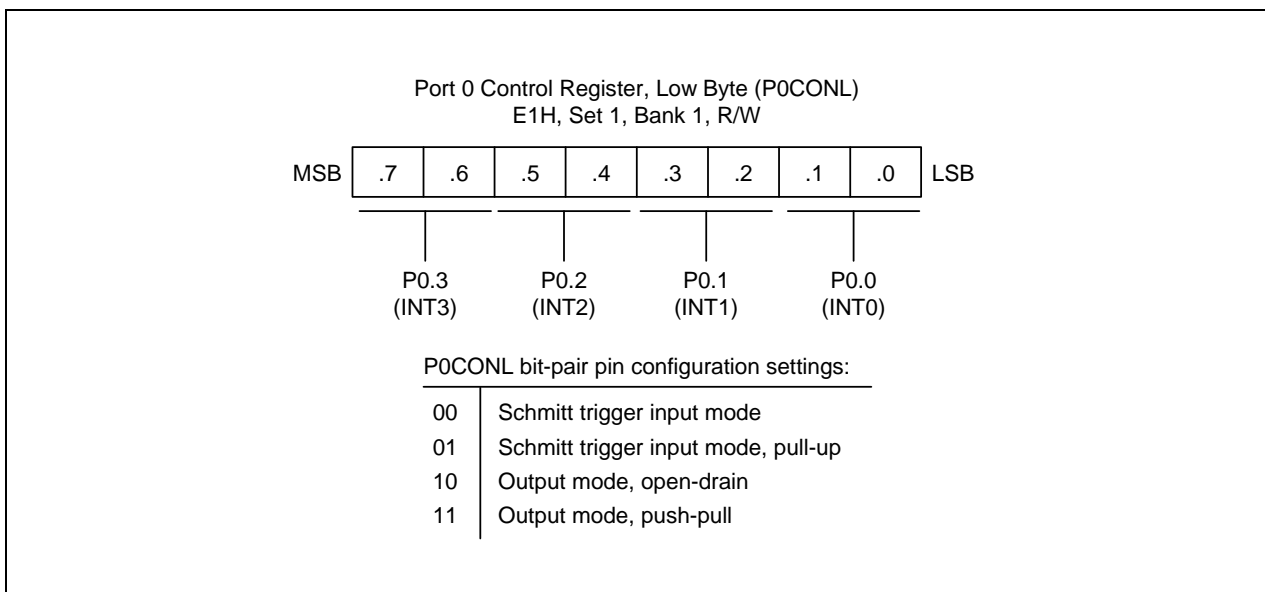 Port 0 Control Register, Low Byte (P0CONL)
E1H, Set 1, Bank 1, R/W
MSB .7 .6 .5 .4 .3 .2 .1 .0 LSB
P0.3 P0.2 P0.1 P0.0
(INT3) (INT2) (INT1) (INT0)
P0CONL bit-pair pin configuration settings:
00 Schmitt trigger input mode
01 Schmitt trigger input mode, pull-up
10 Output mode, open-drain
11 Output mode, push-pull